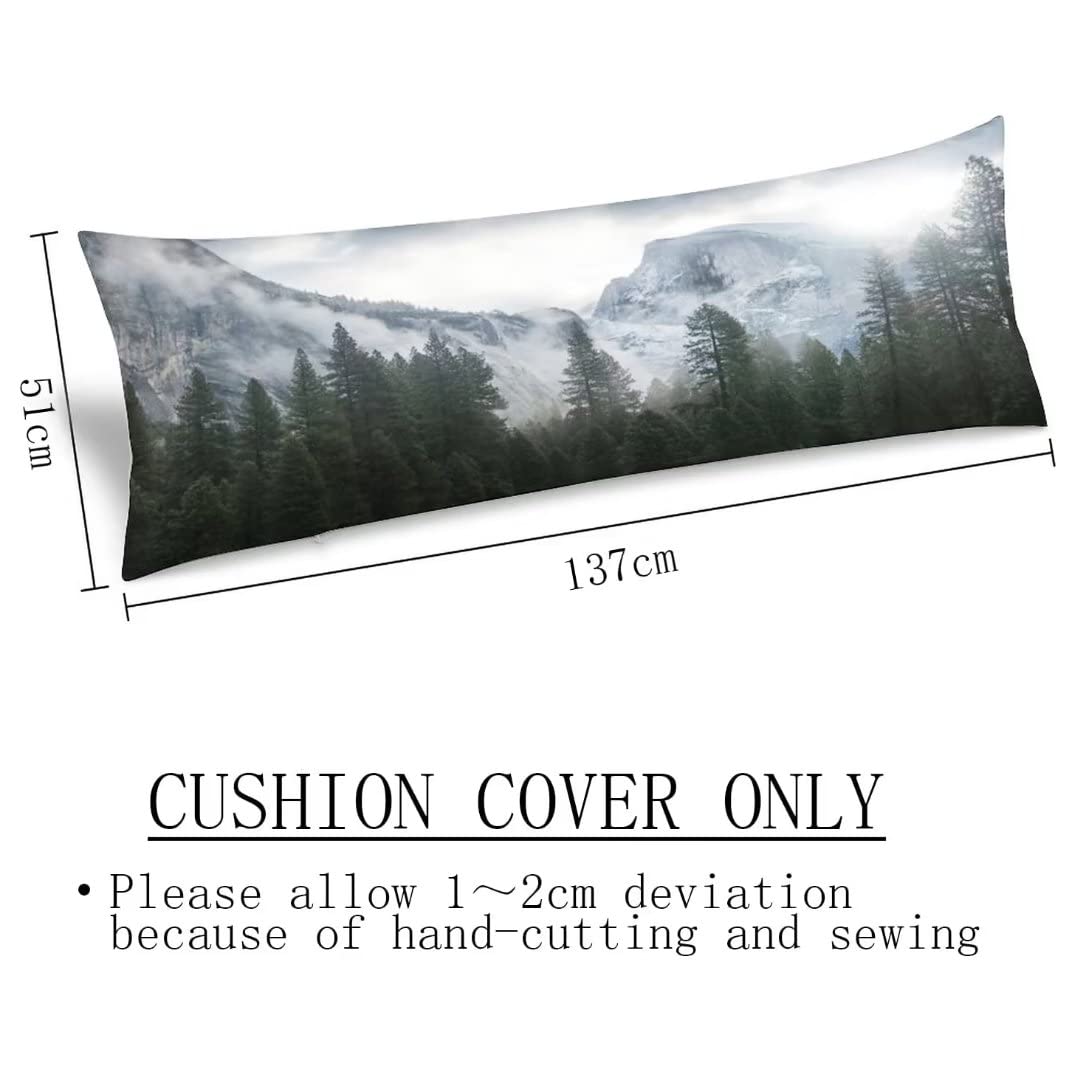 51cm
137cm
CUSHION COVER ONLY
• Please allow 1～2cm deviation
because of hand-cutting and sewing